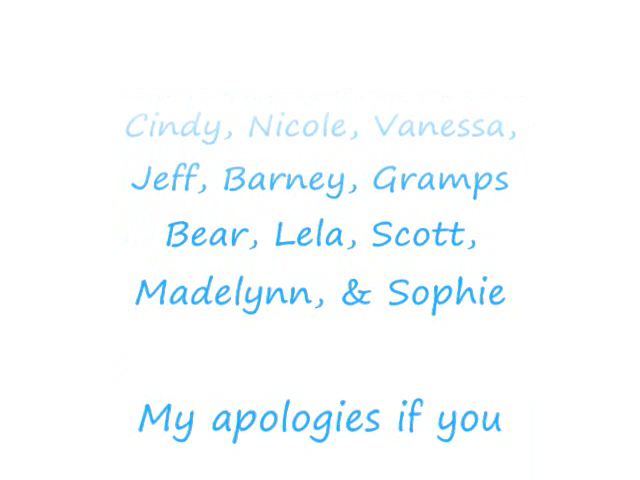 Cindy, Nicole, Vanessa,
Jeff, Barney, Gramps
Bear, Lela, Scott,
Madelynn, & Sophie
My apologies if you